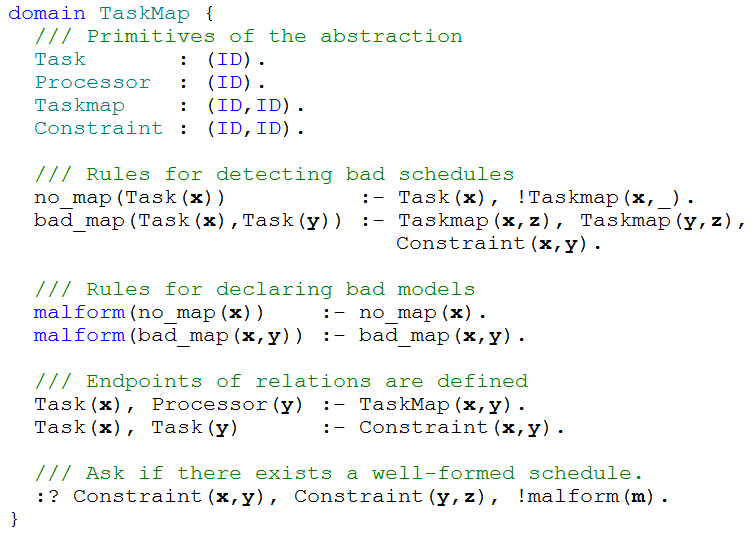 domain TaskMap {
/// Primitives of the abstraction
Task : (ID).
Processor : (ID).
Taskmap : (ID,ID).
Constraint : (ID,ID).
/// Rules for detecting bad schedules
no_map(Task(x)) :- Task(x), !Taskmap(x,_).
bad_map(Task(x),Task(y)) :- Taskmap(x,z), Taskmap(y,z),
Constraint(x,y).
/// Rules for declaring bad models
malform(no_map(x)) :- no_map(x).
malform(bad_map(x,y)) :- bad_map(x,y).
/// Endpoints of relations are defined
Task(x), Processor(y) :- TaskMap(x,y).
Task(x), Task(y) :- Constraint(x,y).
/// Ask if there exists a well-formed schedule.
:? Constraint(x,y), Constraint(y,z), !malform(m).
}